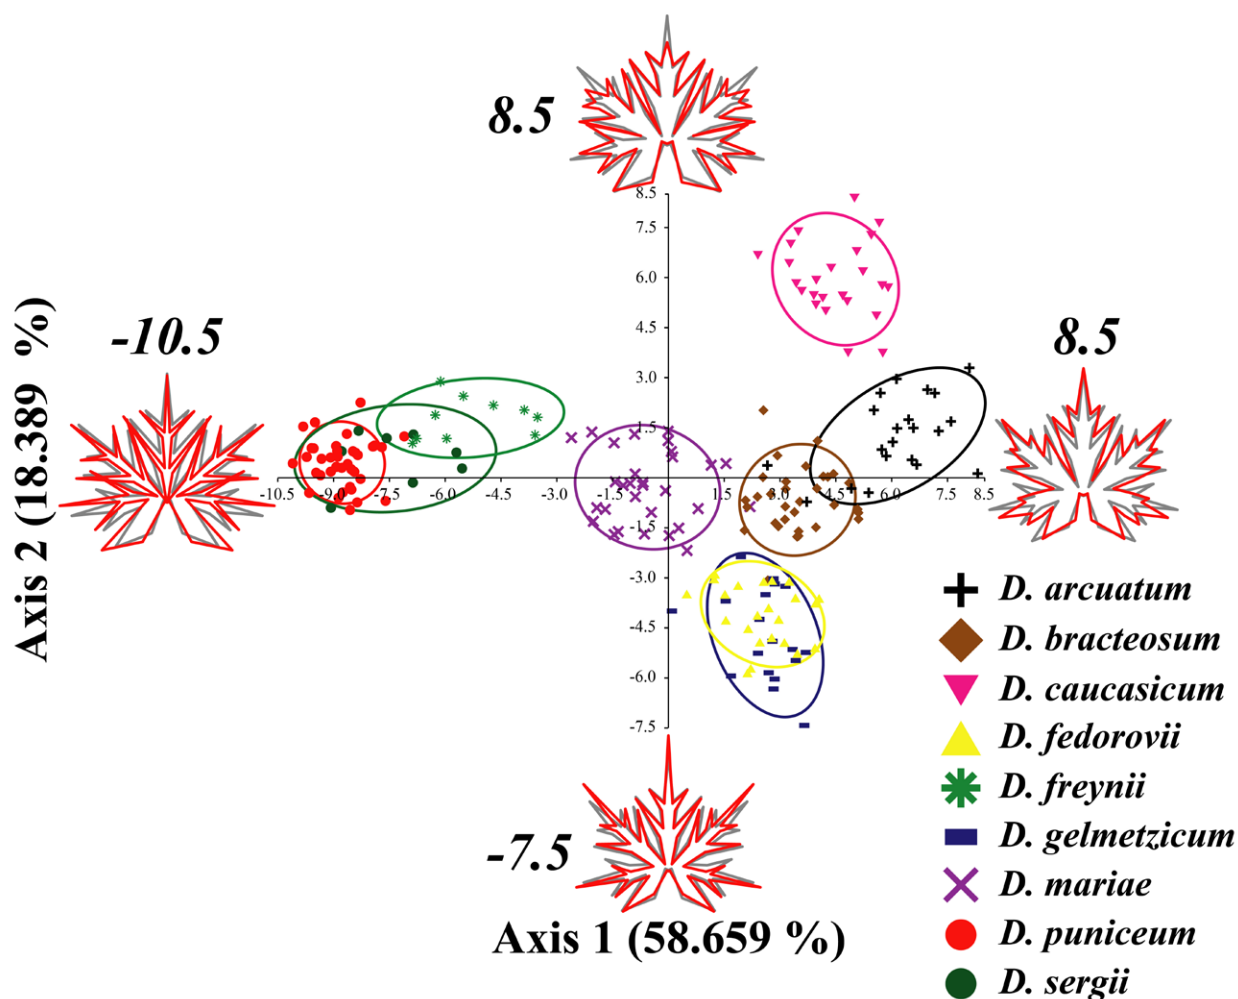 8.5
8.5
7.5
6.0
4.5
3.0
1.5
-10.5
8.5
Axis 2 (18.389 %)
-10.5 -9.0 -7.5 -6.0 -4.5 -3.0 -1.5 1.5 3.0 4.5 6.0 7.0 8.5
-1.5
-3.0
-4.5
-6.0
-7.5
-7.5
Axis 1 (58.659 %)
D. arcuatum
D. bracteosum
D. caucasicum
D. fedorovii
D. freynii
D. gelmetzicum
D. mariae
D. puniceum
D. sergii